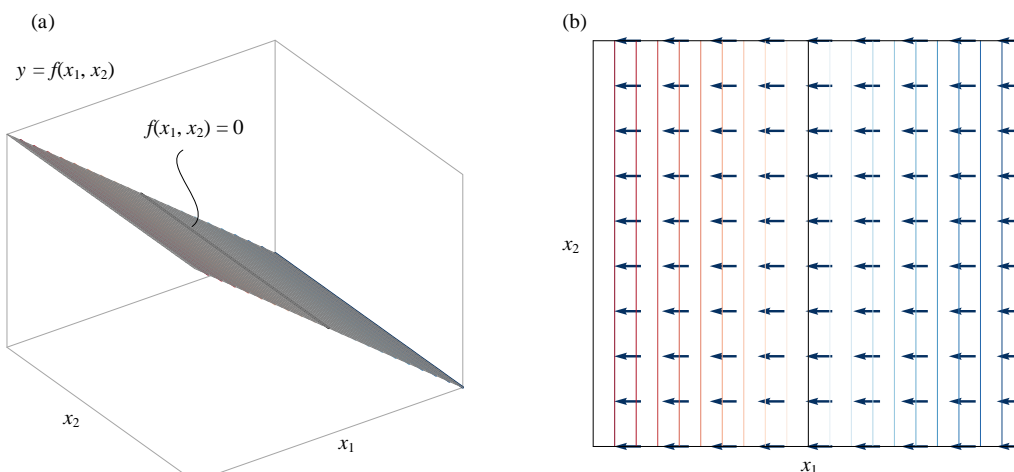 (a)
y = f(x₁, x₂)
f(x₁, x₂) = 0
x₂
x₁
(b)
x₂
x₁